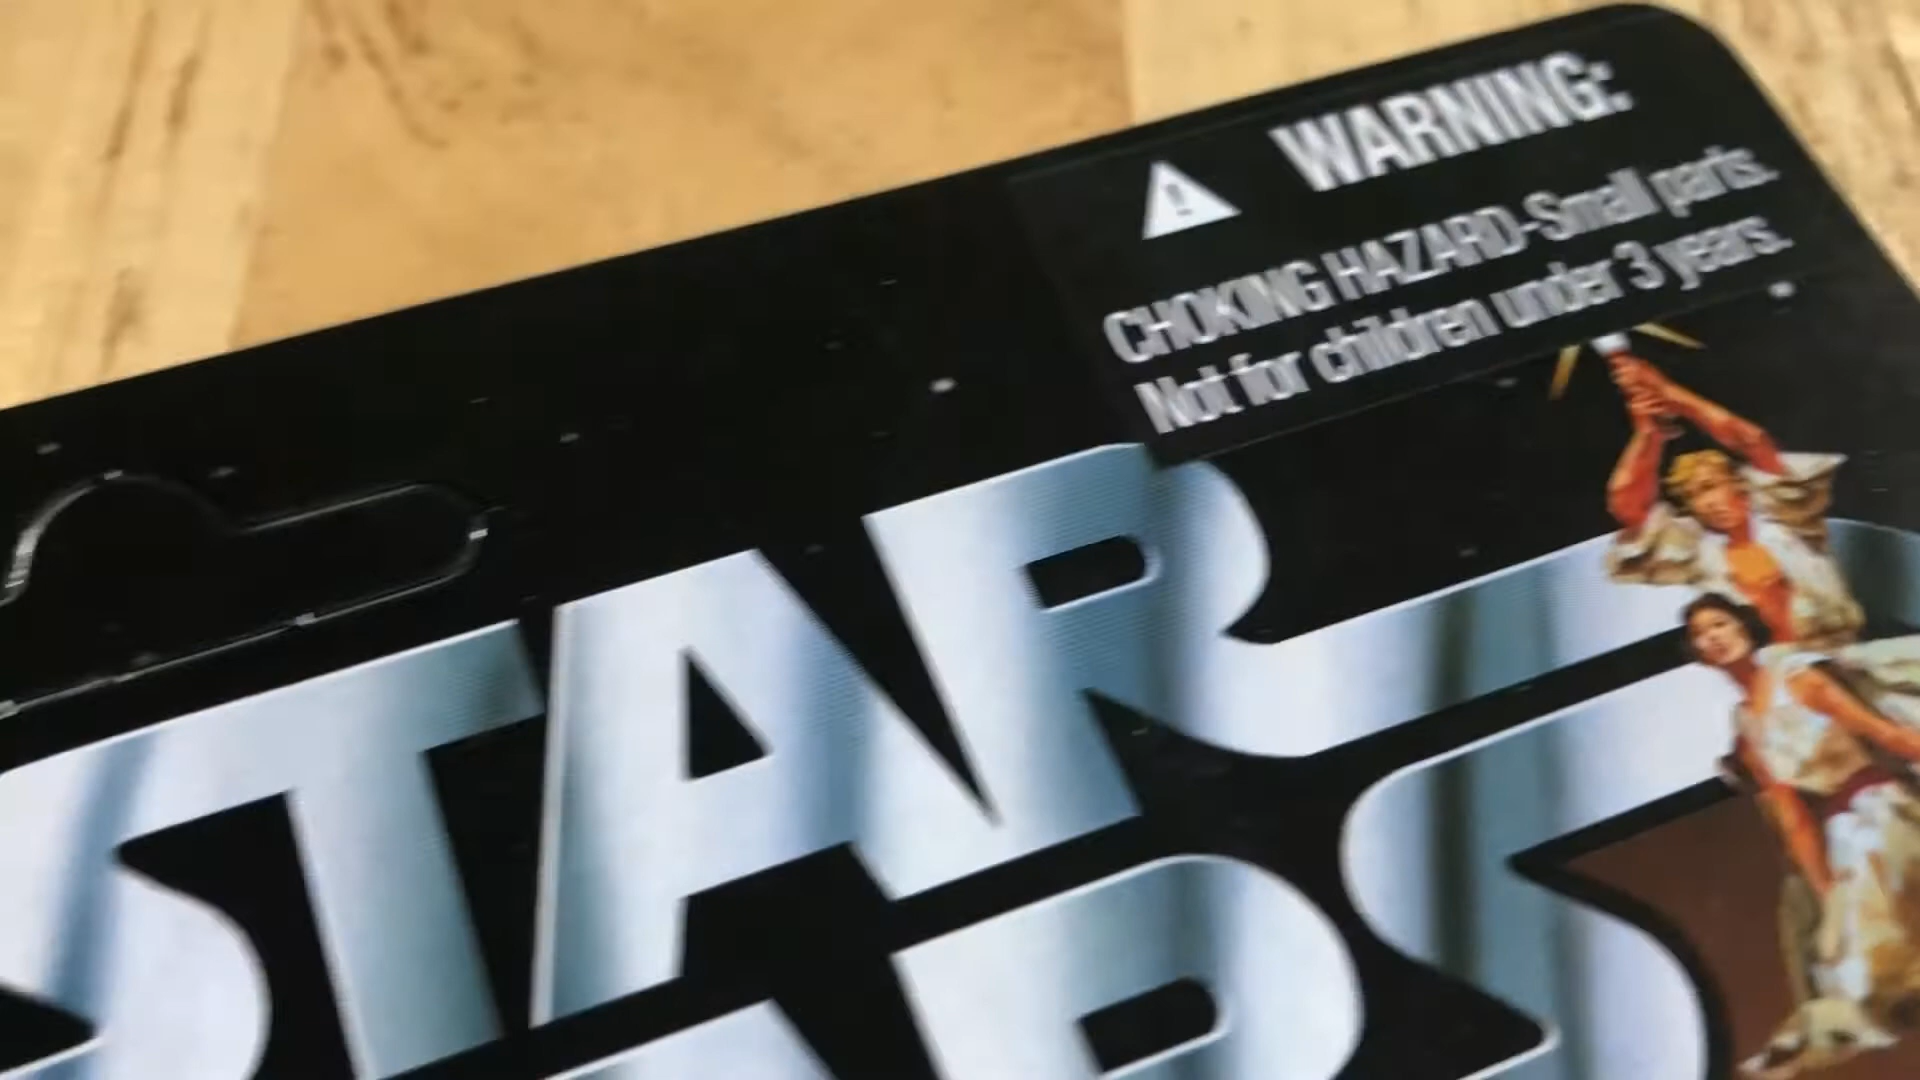 WARNING:
CHOKING HAZARD-Small parts.
Not for children under 3 years.
STAR
WARS